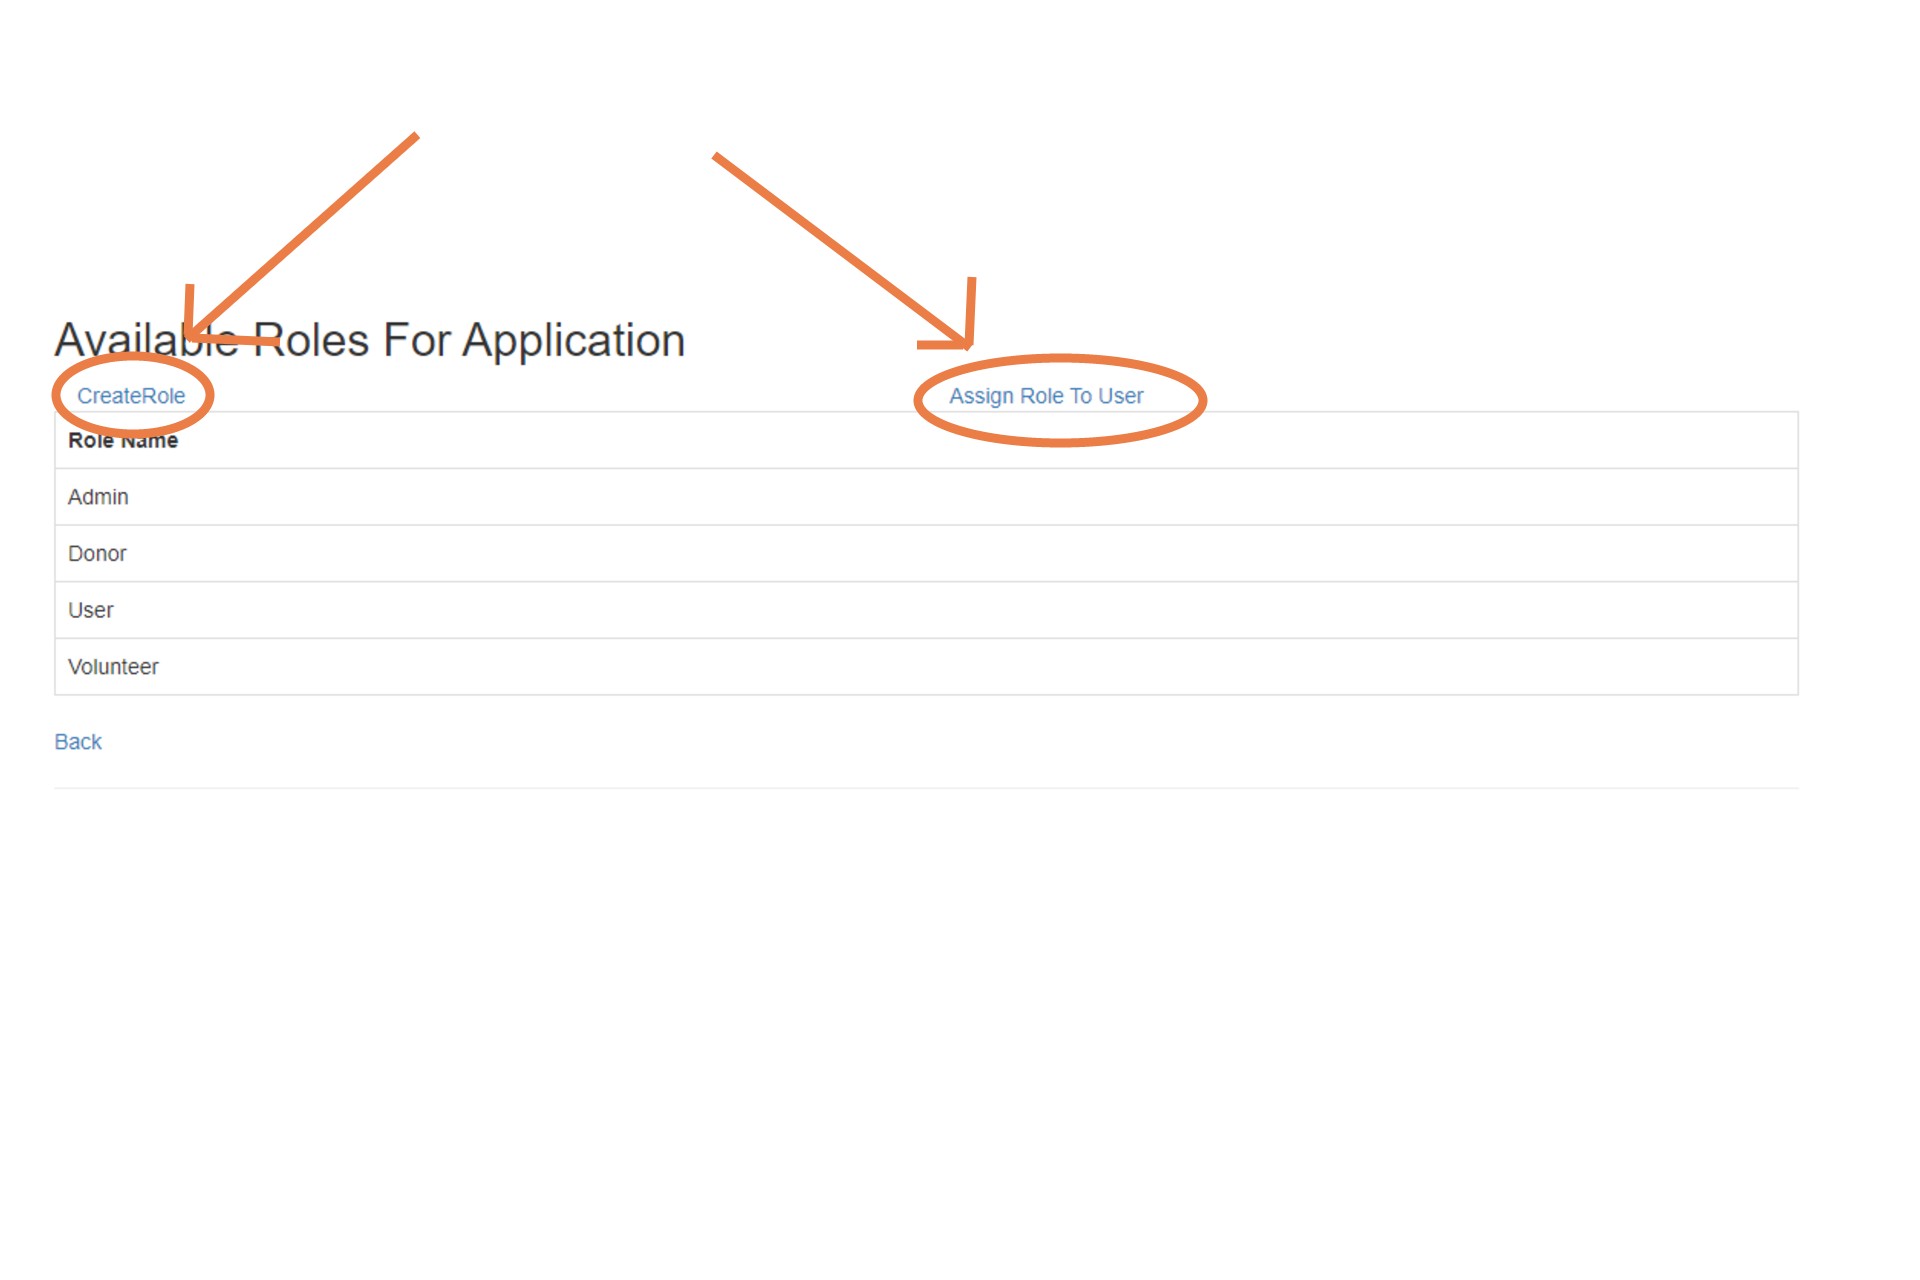 Available Roles For Application
CreateRole Assign Role To User
Role Name
Admin
Donor
User
Volunteer
Back